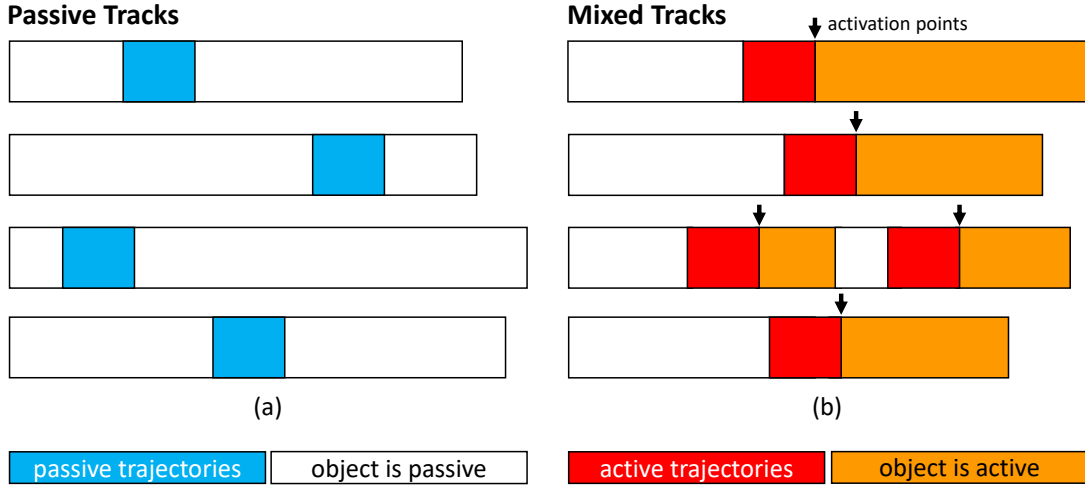 Passive Tracks
Mixed Tracks
activation points
(a)
(b)
passive trajectories
object is passive
active trajectories
object is active